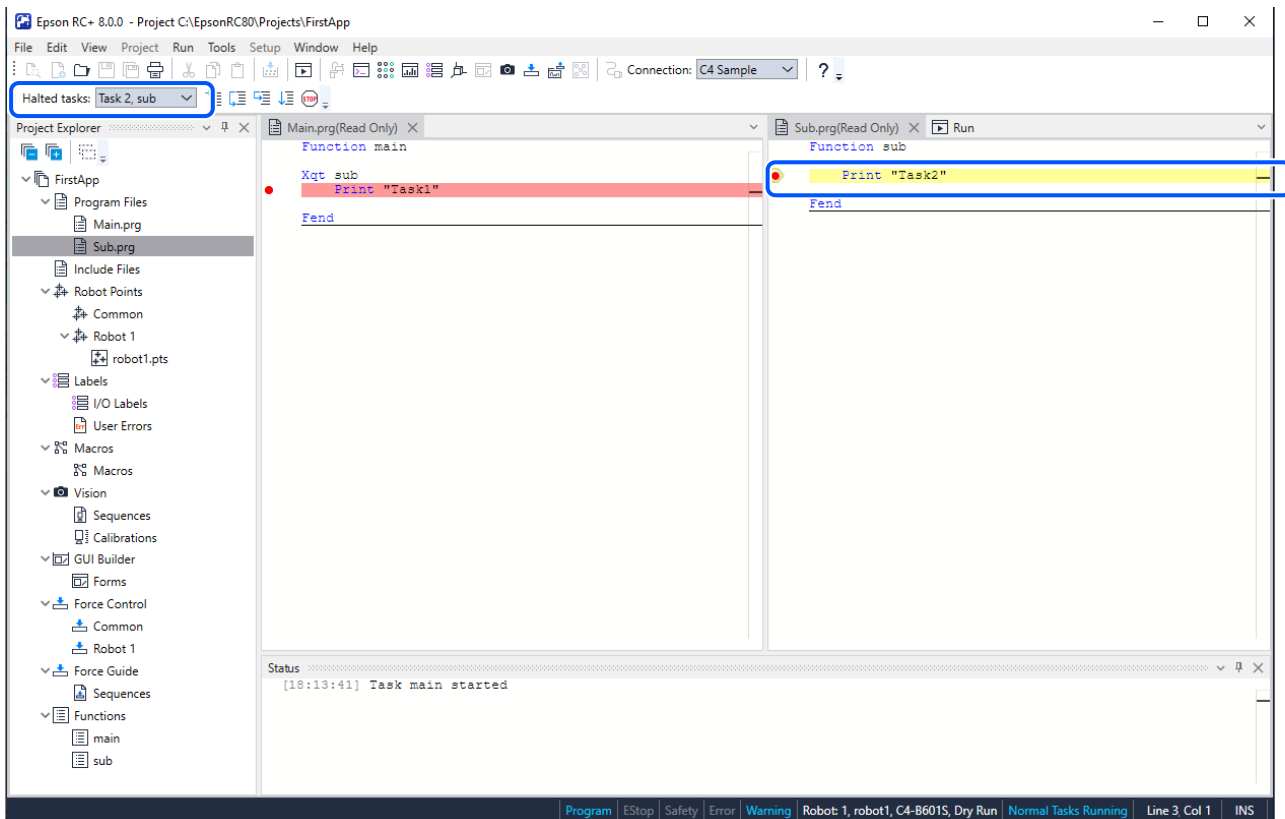 Epson RC+ 8.0.0 - Project C:\EpsonRC80\Projects\FirstApp
File Edit View Project Run Tools Setup Window Help
Connection: C4 Sample ?
Halted tasks: Task 2, sub STOP
Project Explorer
FirstApp
Program Files
Main.prg
Sub.prg
Include Files
Robot Points
Common
Robot 1
robot1.pts
Labels
I/O Labels
Err User Errors
Macros
Macros
Vision
Sequences
Calibrations
GUI Builder
Forms
Force Control
Common
Robot 1
Force Guide
Sequences
Functions
main
sub
Main.prg(Read Only)
Function main
Xqt sub
Print "Task1"
Fend
Sub.prg(Read Only) Run
Function sub
Print "Task2"
Fend
Status
[18:13:41] Task main started
Program EStop Safety Error Warning Robot: 1, robot1, C4-B601S, Dry Run Normal Tasks Running Line 3, Col 1 INS